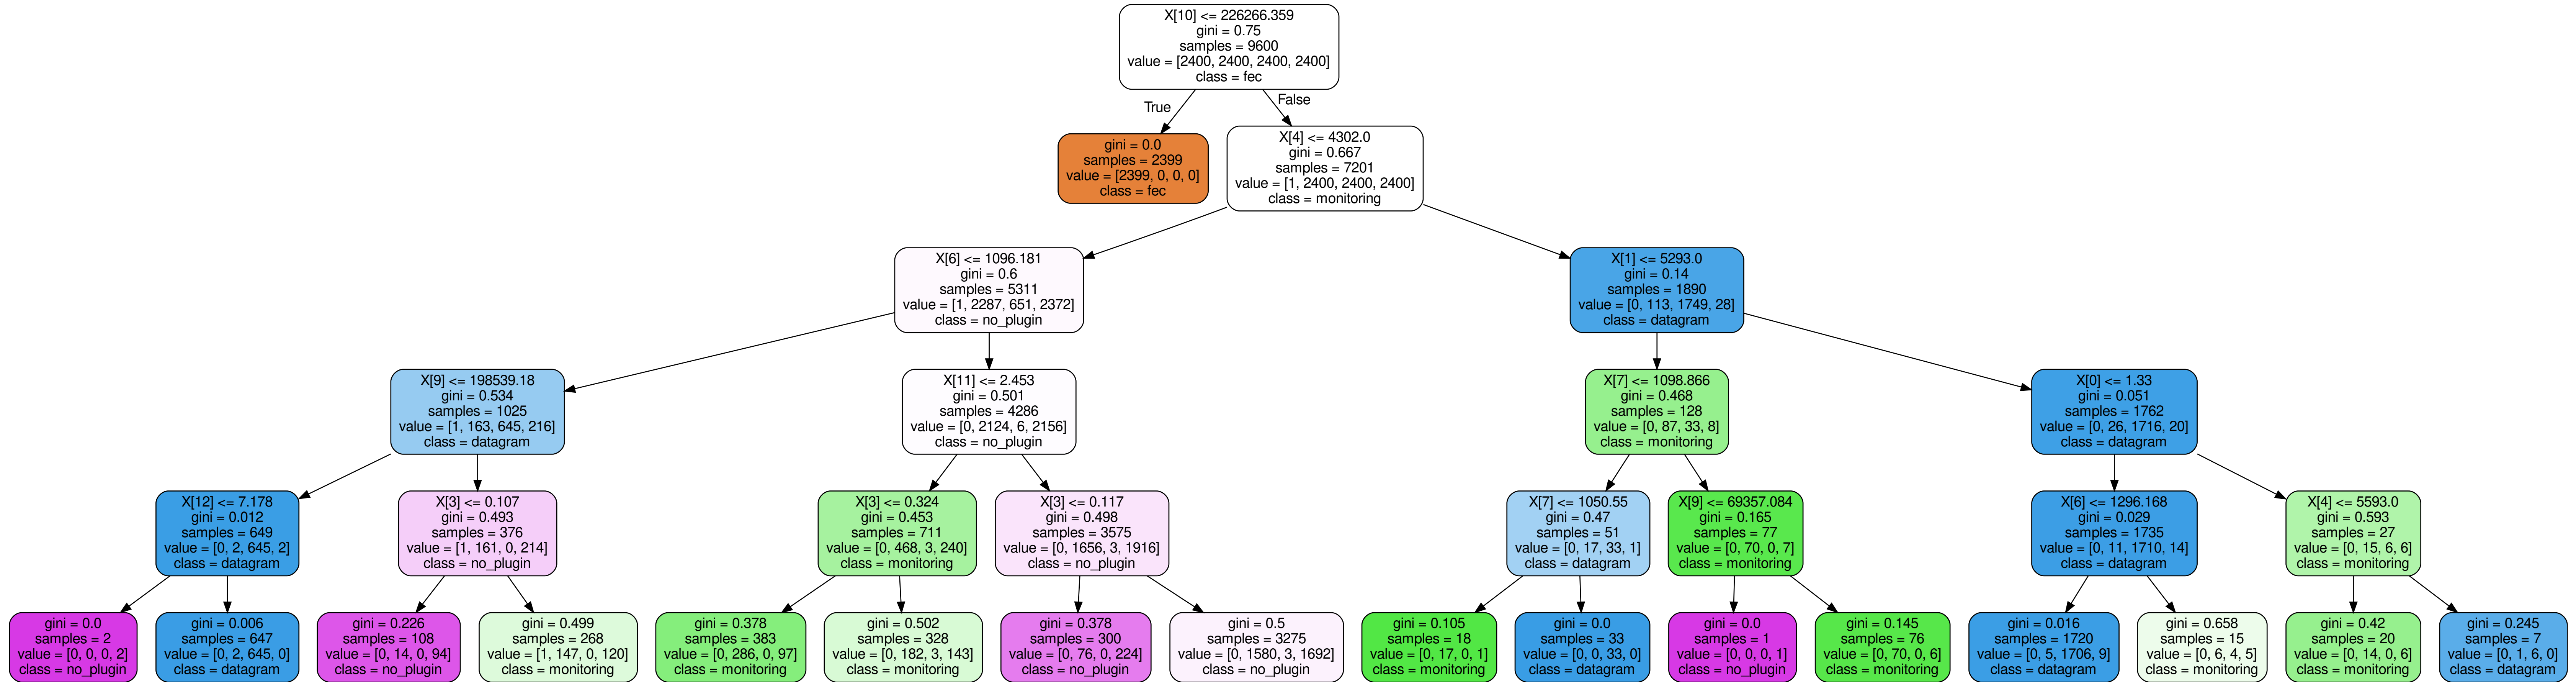 X[10] <= 226266.359
gini = 0.75
samples = 9600
value = [2400, 2400, 2400, 2400]
class = fec
True
False
gini = 0.0
samples = 2399
value = [2399, 0, 0, 0]
class = fec
X[4] <= 4302.0
gini = 0.667
samples = 7201
value = [1, 2400, 2400, 2400]
class = monitoring
X[6] <= 1096.181
gini = 0.6
samples = 5311
value = [1, 2287, 651, 2372]
class = no_plugin
X[1] <= 5293.0
gini = 0.14
samples = 1890
value = [0, 113, 1749, 28]
class = datagram
X[9] <= 198539.18
gini = 0.534
samples = 1025
value = [1, 163, 645, 216]
class = datagram
X[11] <= 2.453
gini = 0.501
samples = 4286
value = [0, 2124, 6, 2156]
class = no_plugin
X[7] <= 1098.866
gini = 0.468
samples = 128
value = [0, 87, 33, 8]
class = monitoring
X[0] <= 1.33
gini = 0.051
samples = 1762
value = [0, 26, 1716, 20]
class = datagram
X[12] <= 7.178
gini = 0.012
samples = 649
value = [0, 2, 645, 2]
class = datagram
X[3] <= 0.107
gini = 0.493
samples = 376
value = [1, 161, 0, 214]
class = no_plugin
X[3] <= 0.324
gini = 0.453
samples = 711
value = [0, 468, 3, 240]
class = monitoring
X[3] <= 0.117
gini = 0.498
samples = 3575
value = [0, 1656, 3, 1916]
class = no_plugin
X[7] <= 1050.55
gini = 0.47
samples = 51
value = [0, 17, 33, 1]
class = datagram
X[9] <= 69357.084
gini = 0.165
samples = 77
value = [0, 70, 0, 7]
class = monitoring
X[6] <= 1296.168
gini = 0.029
samples = 1735
value = [0, 11, 1710, 14]
class = datagram
X[4] <= 5593.0
gini = 0.593
samples = 27
value = [0, 15, 6, 6]
class = monitoring
gini = 0.0
samples = 2
value = [0, 0, 0, 2]
class = no_plugin
gini = 0.006
samples = 647
value = [0, 2, 645, 0]
class = datagram
gini = 0.226
samples = 108
value = [0, 14, 0, 94]
class = no_plugin
gini = 0.499
samples = 268
value = [1, 147, 0, 120]
class = monitoring
gini = 0.378
samples = 383
value = [0, 286, 0, 97]
class = monitoring
gini = 0.502
samples = 328
value = [0, 182, 3, 143]
class = monitoring
gini = 0.378
samples = 300
value = [0, 76, 0, 224]
class = no_plugin
gini = 0.5
samples = 3275
value = [0, 1580, 3, 1692]
class = no_plugin
gini = 0.105
samples = 18
value = [0, 17, 0, 1]
class = monitoring
gini = 0.0
samples = 33
value = [0, 0, 33, 0]
class = datagram
gini = 0.0
samples = 1
value = [0, 0, 0, 1]
class = no_plugin
gini = 0.145
samples = 76
value = [0, 70, 0, 6]
class = monitoring
gini = 0.016
samples = 1720
value = [0, 5, 1706, 9]
class = datagram
gini = 0.658
samples = 15
value = [0, 6, 4, 5]
class = monitoring
gini = 0.42
samples = 20
value = [0, 14, 0, 6]
class = monitoring
gini = 0.245
samples = 7
value = [0, 1, 6, 0]
class = datagram